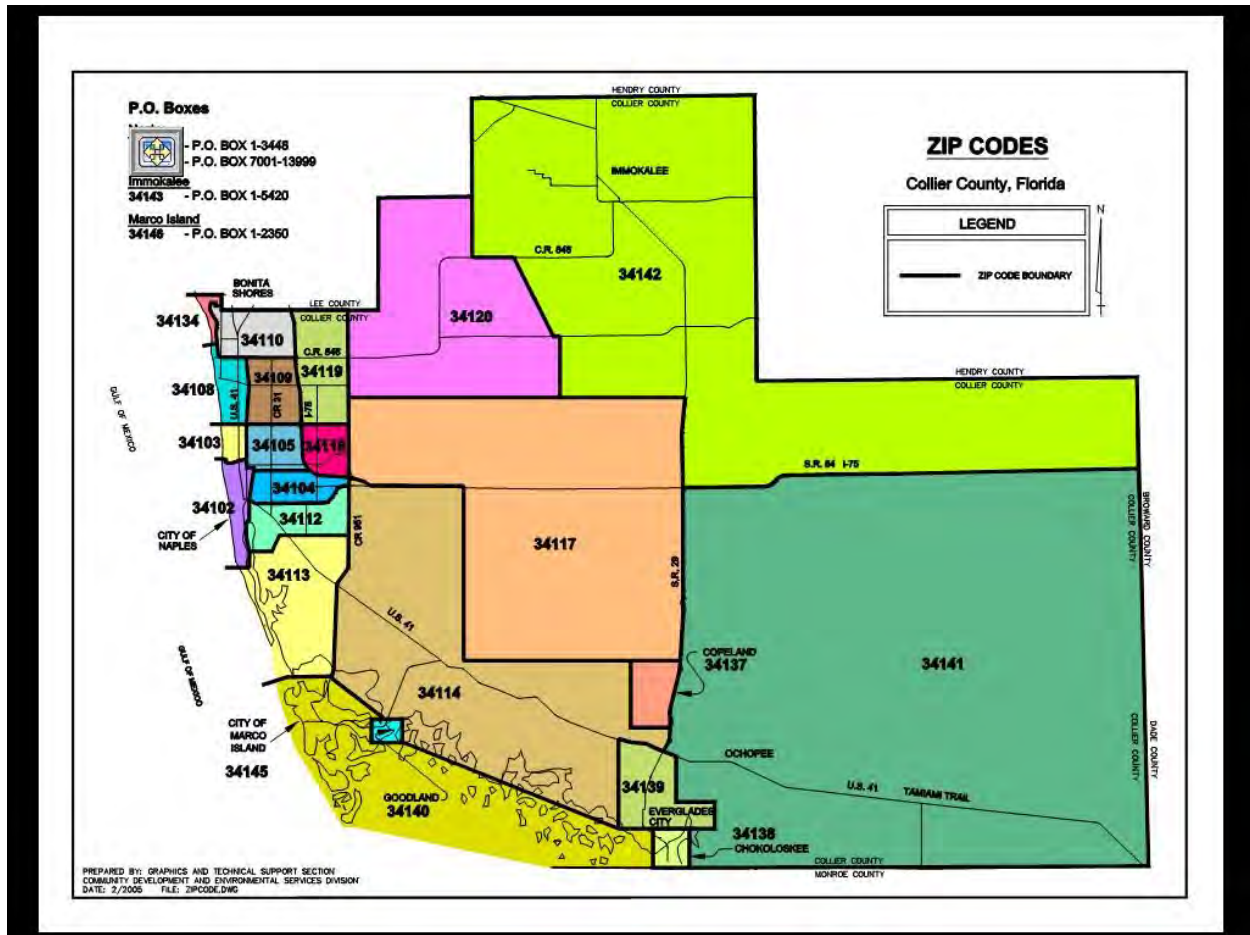 P.O. Boxes
- P.O. BOX 1-3448
- P.O. BOX 7001-13999
Immokalee
34143 - P.O. BOX 1-5420
Marco Island
34146 - P.O. BOX 1-2350
ZIP CODES
Collier County, Florida
LEGEND
ZIP CODE BOUNDARY
N
HENDRY COUNTY
COLLIER COUNTY
IMMOKALEE
C.R. 846
34142
BONITA
SHORES
LEE COUNTY
COLLIER COUNTY
34134
34110
34120
C.R. 846
34119
34109
34108
U.S. 41
CR 31
I-75
GULF OF MEXICO
HENDRY COUNTY
COLLIER COUNTY
34103
34105
34116
S.R. 84 I-75
34104
34102
34112
CITY OF
NAPLES
CR 951
34117
S.R. 29
BROWARD COUNTY
COLLIER COUNTY
34113
U.S. 41
GULF OF MEXICO
COPELAND
34137
34141
34114
CITY OF
MARCO
ISLAND
34145
COLLIER COUNTY
DADE COUNTY
OCHOPEE
34139
U.S. 41
TAMIAMI TRAIL
GOODLAND
34140
EVERGLADES
CITY
34138
CHOKOLOSKEE
COLLIER COUNTY
MONROE COUNTY
PREPARED BY: GRAPHICS AND TECHNICAL SUPPORT SECTION
COMMUNITY DEVELOPMENT AND ENVIRONMENTAL SERVICES DIVISION
DATE: 2/2005 FILE: ZIPCODE.DWG